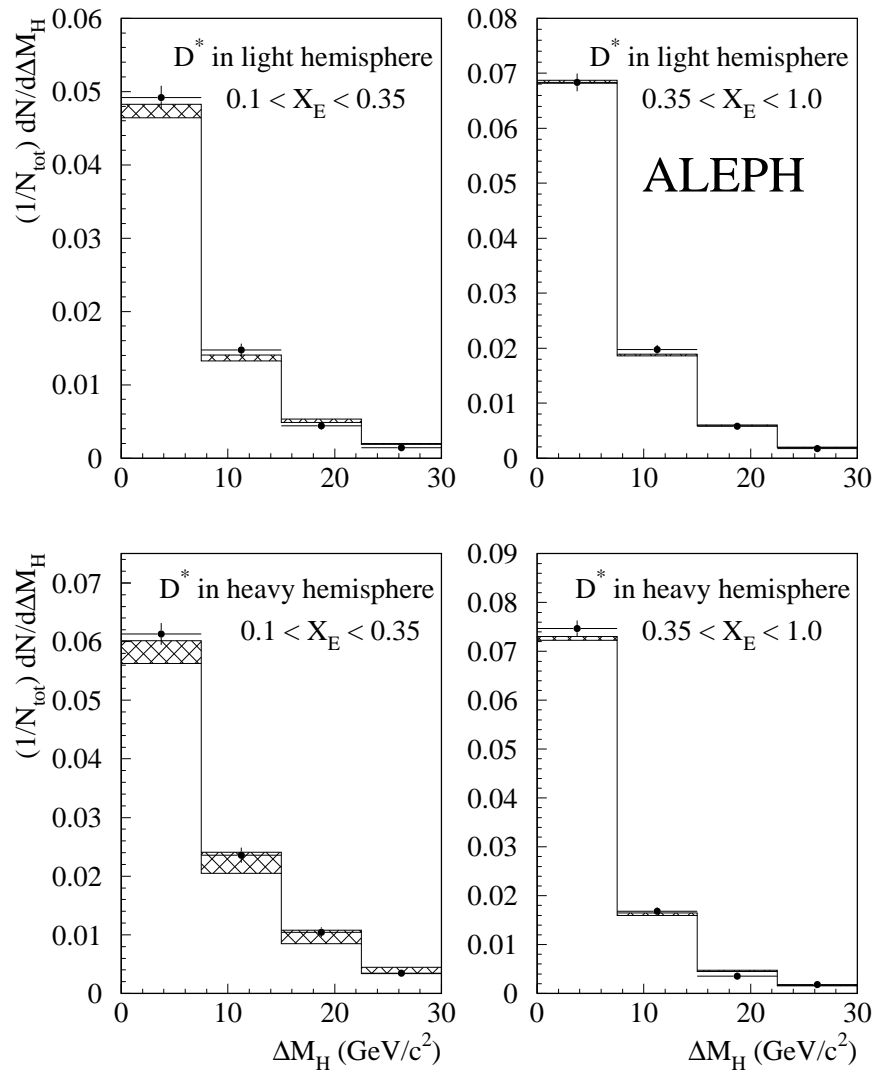 (1/N_tot) dN/dΔM_H
0.06
0.05
0.04
0.03
0.02
0.01
0
D* in light hemisphere
0.1 < X_E < 0.35
0 10 20 30
0.08
0.07
0.06
0.05
0.04
0.03
0.02
0.01
0
D* in light hemisphere
0.35 < X_E < 1.0
ALEPH
0 10 20 30
(1/N_tot) dN/dΔM_H
0.07
0.06
0.05
0.04
0.03
0.02
0.01
0
D* in heavy hemisphere
0.1 < X_E < 0.35
0 10 20 30
ΔM_H (GeV/c²)
0.09
0.08
0.07
0.06
0.05
0.04
0.03
0.02
0.01
0
D* in heavy hemisphere
0.35 < X_E < 1.0
0 10 20 30
ΔM_H (GeV/c²)